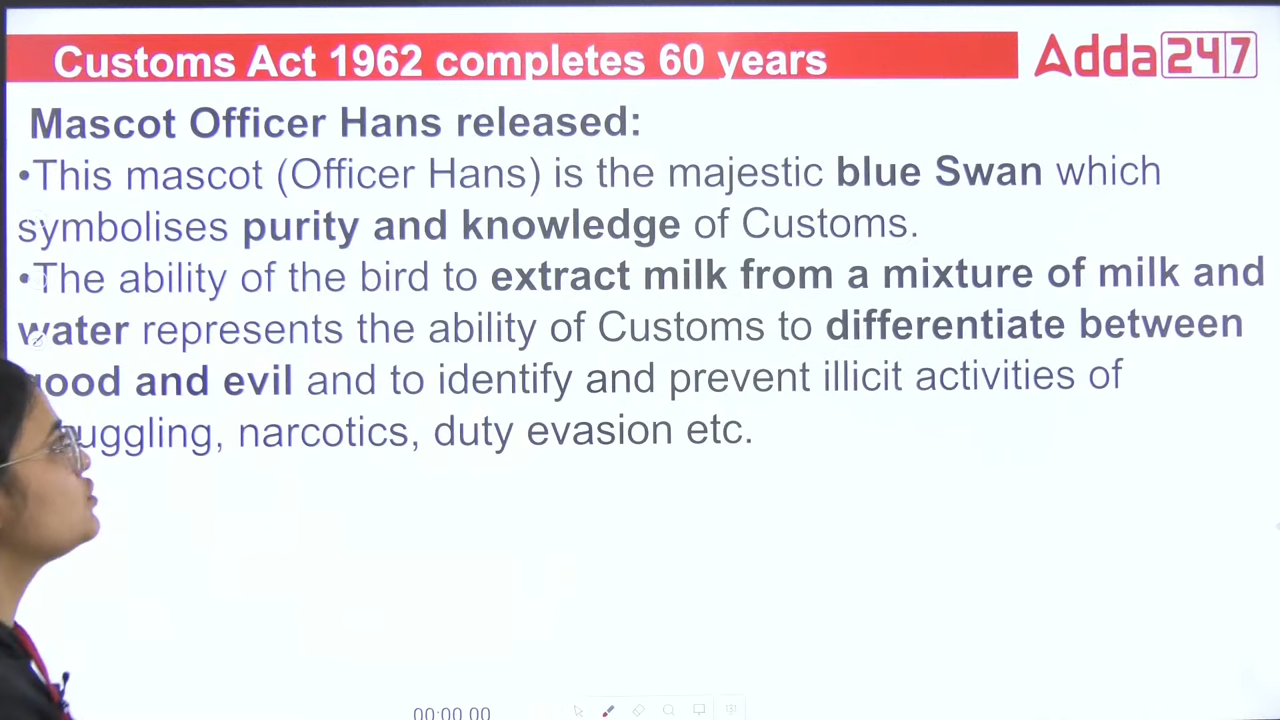 Customs Act 1962 completes 60 years
Adda247
Mascot Officer Hans released:
•This mascot (Officer Hans) is the majestic blue Swan which
symbolises purity and knowledge of Customs.
•The ability of the bird to extract milk from a mixture of milk and
water represents the ability of Customs to differentiate between
good and evil and to identify and prevent illicit activities of
uggling, narcotics, duty evasion etc.
00:00.00